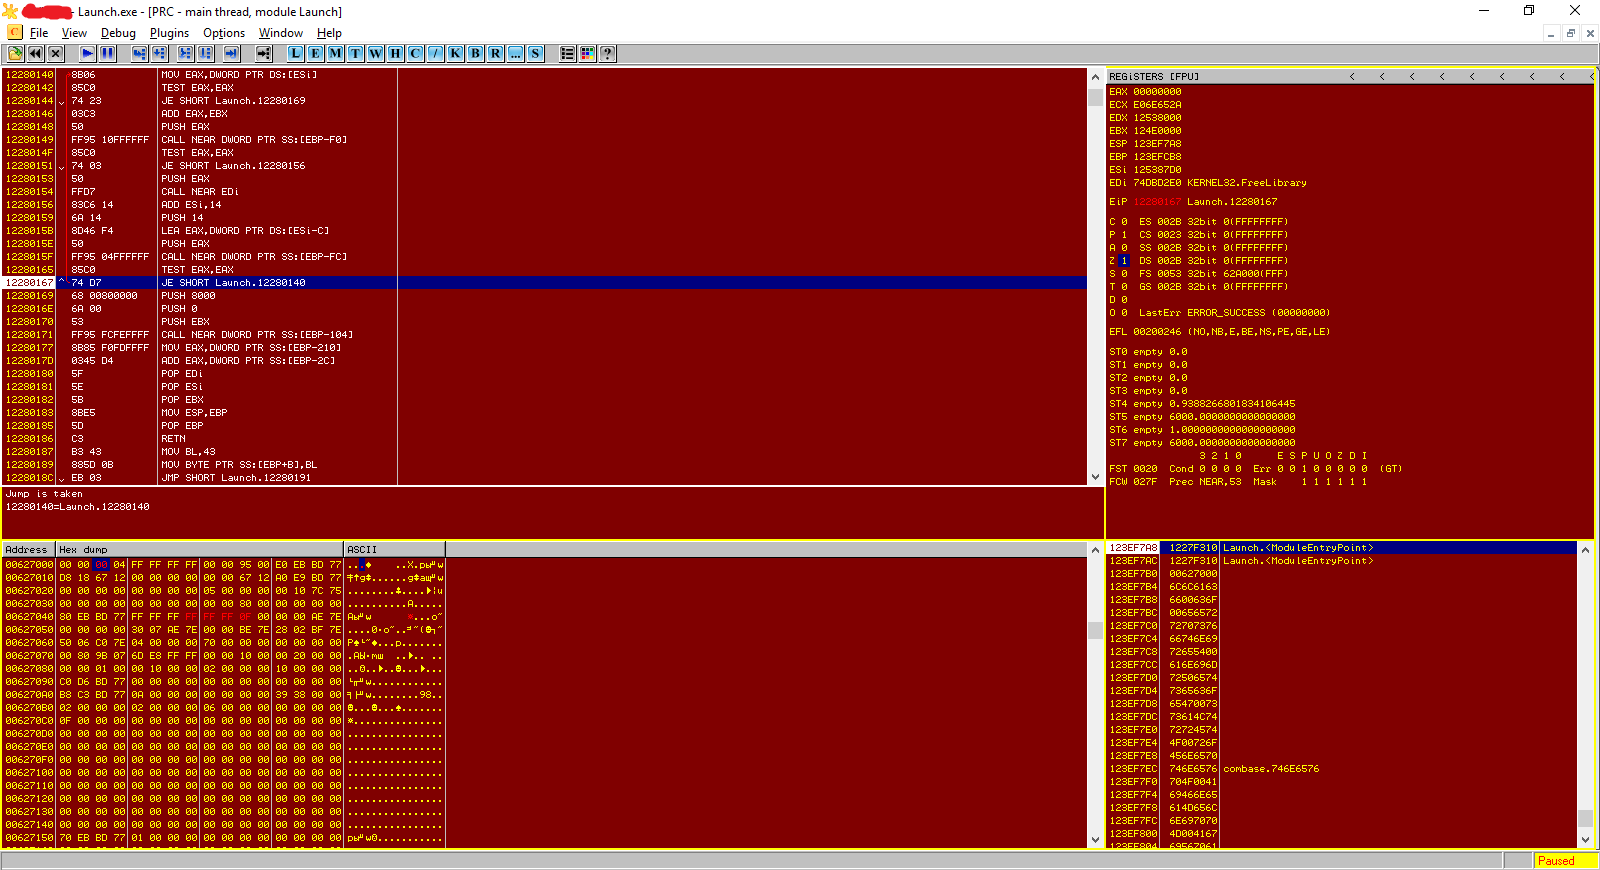 - Launch.exe - [PRC - main thread, module Launch]
File View Debug Plugins Options Window Help
L E M T W H C / K B R ... S ?
12280140 8B06 MOV EAX,DWORD PTR DS:[ESi]
12280142 85C0 TEST EAX,EAX
12280144 74 23 JE SHORT Launch.12280169
12280146 03C3 ADD EAX,EBX
12280148 50 PUSH EAX
12280149 FF95 10FFFFFF CALL NEAR DWORD PTR SS:[EBP-F0]
1228014F 85C0 TEST EAX,EAX
12280151 74 03 JE SHORT Launch.12280156
12280153 50 PUSH EAX
12280154 FFD7 CALL NEAR EDi
12280156 83C6 14 ADD ESi,14
12280159 6A 14 PUSH 14
1228015B 8D46 F4 LEA EAX,DWORD PTR DS:[ESi-C]
1228015E 50 PUSH EAX
1228015F FF95 04FFFFFF CALL NEAR DWORD PTR SS:[EBP-FC]
12280165 85C0 TEST EAX,EAX
12280167 74 D7 JE SHORT Launch.12280140
12280169 68 00800000 PUSH 8000
1228016E 6A 00 PUSH 0
12280170 53 PUSH EBX
12280171 FF95 FCFEFFFF CALL NEAR DWORD PTR SS:[EBP-104]
12280177 8B85 F0FDFFFF MOV EAX,DWORD PTR SS:[EBP-210]
1228017D 0345 D4 ADD EAX,DWORD PTR SS:[EBP-2C]
12280180 5F POP EDi
12280181 5E POP ESi
12280182 5B POP EBX
12280183 8BE5 MOV ESP,EBP
12280185 5D POP EBP
12280186 C3 RETN
12280187 B3 43 MOV BL,43
12280189 885D 0B MOV BYTE PTR SS:[EBP+B],BL
1228018C EB 03 JMP SHORT Launch.12280191
Jump is taken
12280140=Launch.12280140
REGiSTERS [FPU] < < < < < < < < <
EAX 00000000
ECX E06E652A
EDX 12538000
EBX 124E0000
ESP 123EF7A8
EBP 123EFCB8
ESi 125387D0
EDi 74DBD2E0 KERNEL32.FreeLibrary
EiP 12280167 Launch.12280167
C 0 ES 002B 32bit 0(FFFFFFFF)
P 1 CS 0023 32bit 0(FFFFFFFF)
A 0 SS 002B 32bit 0(FFFFFFFF)
Z 1 DS 002B 32bit 0(FFFFFFFF)
S 0 FS 0053 32bit 62A000(FFF)
T 0 GS 002B 32bit 0(FFFFFFFF)
D 0
O 0 LastErr ERROR_SUCCESS (00000000)
EFL 00200246 (NO,NB,E,BE,NS,PE,GE,LE)
ST0 empty 0.0
ST1 empty 0.0
ST2 empty 0.0
ST3 empty 0.0
ST4 empty 0.9388266801834106445
ST5 empty 6000.0000000000000000
ST6 empty 1.0000000000000000000
ST7 empty 6000.0000000000000000
3 2 1 0 E S P U O Z D I
FST 0020 Cond 0 0 0 0 Err 0 0 1 0 0 0 0 0 (GT)
FCW 027F Prec NEAR,53 Mask 1 1 1 1 1 1
Address Hex dump ASCII
00627000 00 00 00 04 FF FF FF FF 00 00 95 00 E0 EB BD 77
00627010 D8 18 67 12 00 00 00 00 00 00 67 12 A0 E9 BD 77
00627020 00 00 00 00 00 00 00 00 05 00 00 00 00 10 7C 75
00627030 00 00 00 00 00 00 00 00 00 00 80 00 00 00 00 00
00627040 80 EB BD 77 FF FF FF FF FF FF FF 0F 00 00 00 AE 7E
00627050 00 00 00 00 30 07 AE 7E 00 00 BE 7E 28 02 BF 7E
00627060 50 06 C0 7E 04 00 00 00 70 00 00 00 00 00 00 00
00627070 00 80 9B 07 6D E8 FF FF 00 00 10 00 00 20 00 00
00627080 00 00 01 00 00 10 00 00 02 00 00 00 10 00 00 00
00627090 C0 D6 BD 77 00 00 00 00 00 00 00 00 00 00 00 00
006270A0 B8 C3 BD 77 0A 00 00 00 00 00 00 00 39 38 00 00
006270B0 02 00 00 00 02 00 00 00 06 00 00 00 00 00 00 00
006270C0 0F 00 00 00 00 00 00 00 00 00 00 00 00 00 00 00
006270D0 00 00 00 00 00 00 00 00 00 00 00 00 00 00 00 00
006270E0 00 00 00 00 00 00 00 00 00 00 00 00 00 00 00 00
006270F0 00 00 00 00 00 00 00 00 00 00 00 00 00 00 00 00
00627100 00 00 00 00 00 00 00 00 00 00 00 00 00 00 00 00
00627110 00 00 00 00 00 00 00 00 00 00 00 00 00 00 00 00
00627120 00 00 00 00 00 00 00 00 00 00 00 00 00 00 00 00
00627130 00 00 00 00 00 00 00 00 00 00 00 00 00 00 00 00
00627140 00 00 00 00 00 00 00 00 00 00 00 00 00 00 00 00
00627150 70 EB BD 77 01 00 00 00 00 00 00 00 00 00 00 00
123EF7A8 1227F310 Launch.<ModuleEntryPoint>
123EF7AC 1227F310 Launch.<ModuleEntryPoint>
123EF7B0 00627000
123EF7B4 6C6C6163
123EF7B8 6600636F
123EF7BC 00656572
123EF7C0 72707376
123EF7C4 66746E69
123EF7C8 72655400
123EF7CC 616E696D
123EF7D0 72506574
123EF7D4 7365636F
123EF7D8 65470073
123EF7DC 73614C74
123EF7E0 72724574
123EF7E4 4F00726F
123EF7E8 456E6570
123EF7EC 746E6576 combase.746E6576
123EF7F0 704F0041
123EF7F4 69466E65
123EF7F8 614D656C
123EF7FC 6E697070
123EF800 4D004167
123EF804 69567061
Paused